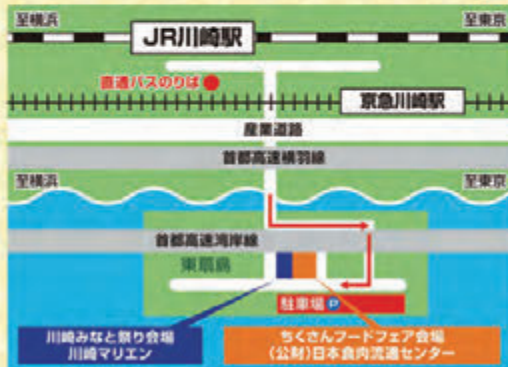 至横浜
至東京
JR川崎駅
直通バスのりば
京急川崎駅
産業道路
首都高速横羽線
至横浜
至東京
首都高速湾岸線
東扇島
駐車場 P
川崎みなと祭り会場
川崎マリエン
ちくさんフードフェア会場
(公財)日本食肉流通センター